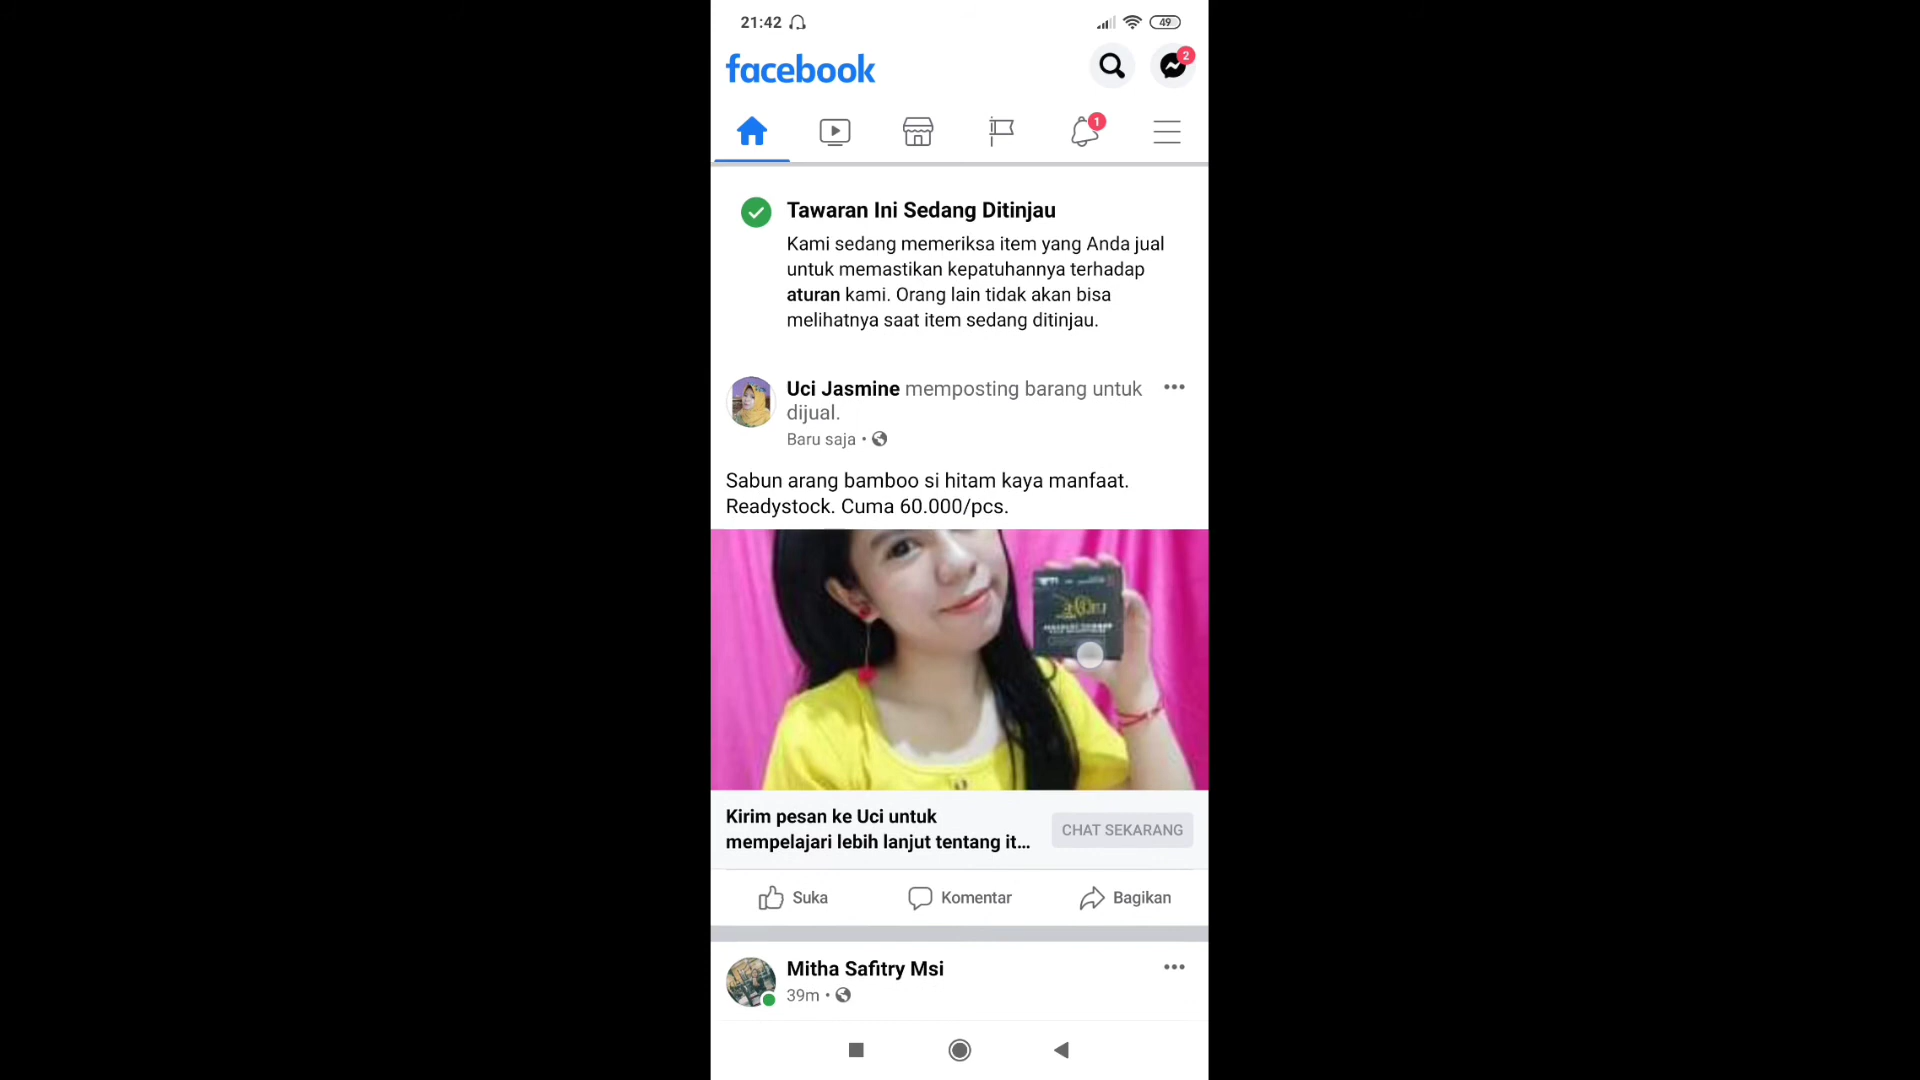 21:42
49
facebook
2
1
Tawaran Ini Sedang Ditinjau
Kami sedang memeriksa item yang Anda jual
untuk memastikan kepatuhannya terhadap
aturan kami. Orang lain tidak akan bisa
melihatnya saat item sedang ditinjau.
Uci Jasmine memposting barang untuk
dijual.
Baru saja •
Sabun arang bamboo si hitam kaya manfaat.
Readystock. Cuma 60.000/pcs.
Kirim pesan ke Uci untuk
mempelajari lebih lanjut tentang it...
CHAT SEKARANG
Suka
Komentar
Bagikan
Mitha Safitry Msi
39m •